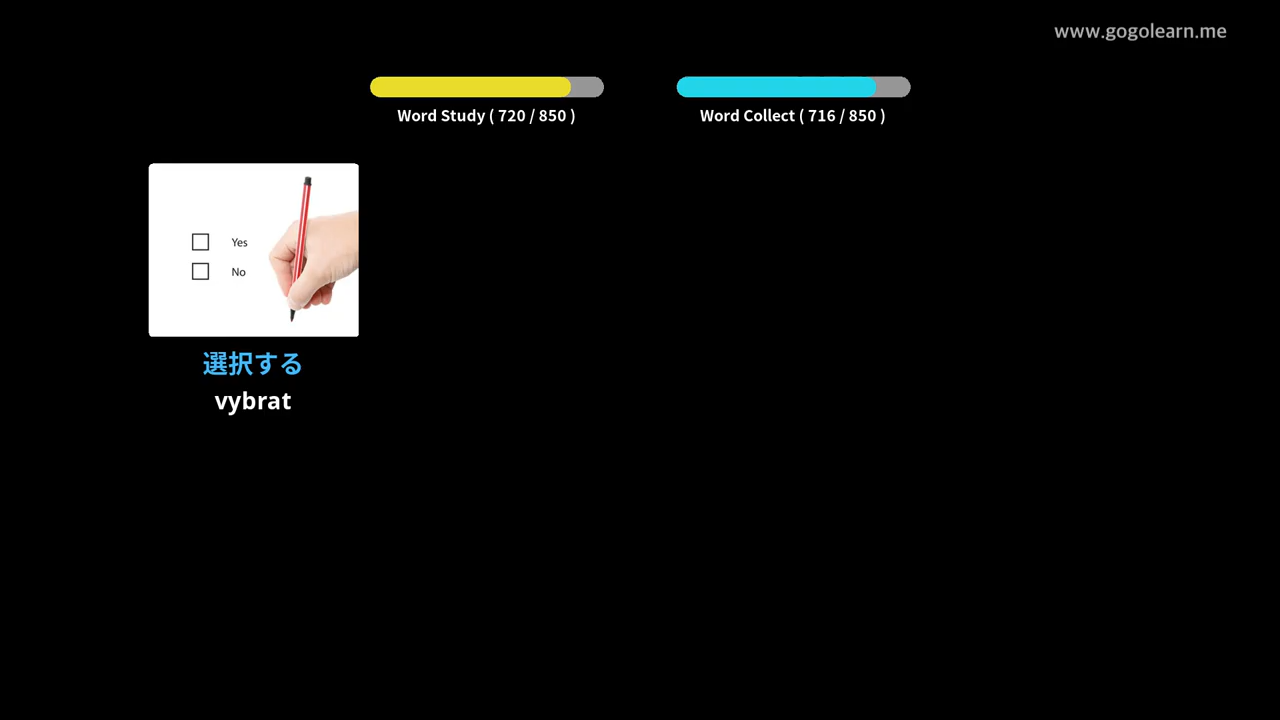 www.gogolearn.me
Word Study ( 720 / 850 )
Word Collect ( 716 / 850 )
Yes
No
選択する
vybrat